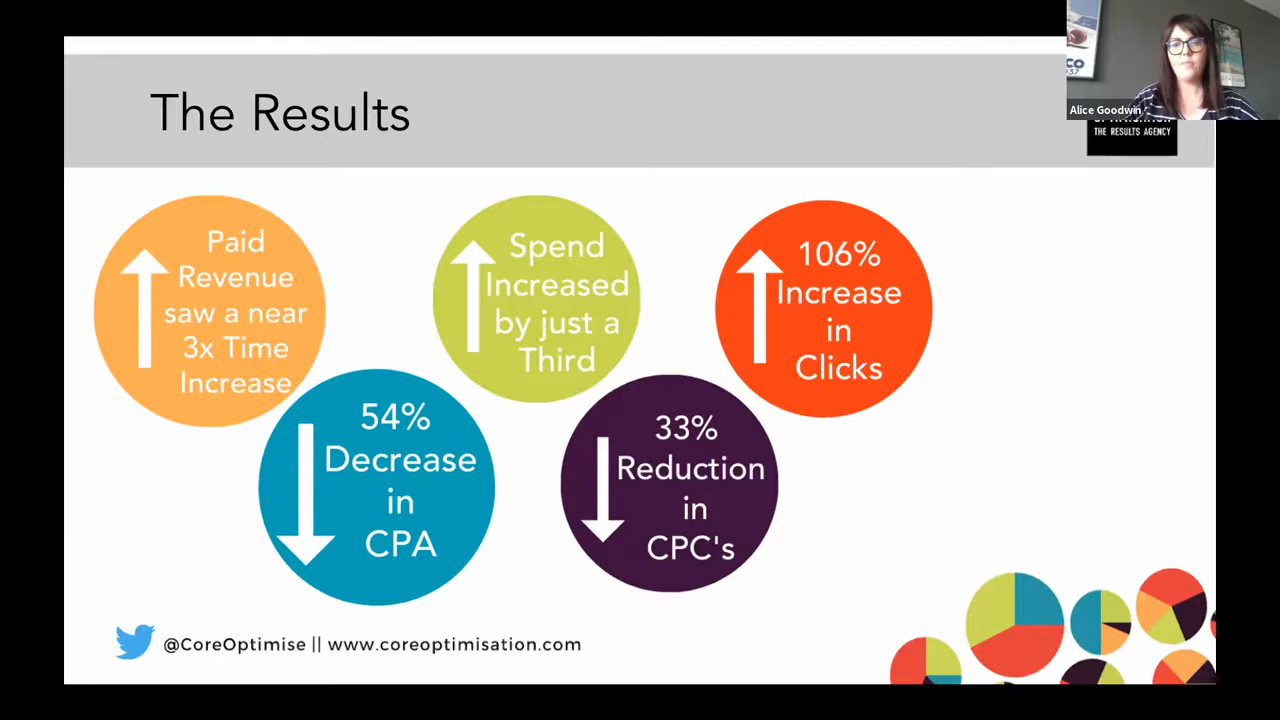 The Results
Alice Goodwin
THE RESULTS AGENCY
Paid
Revenue
saw a near
3x Time
Increase
Spend
Increased
by just a
Third
106%
Increase
in
Clicks
54%
Decrease
in
CPA
33%
Reduction
in
CPC's
@CoreOptimise || www.coreoptimisation.com